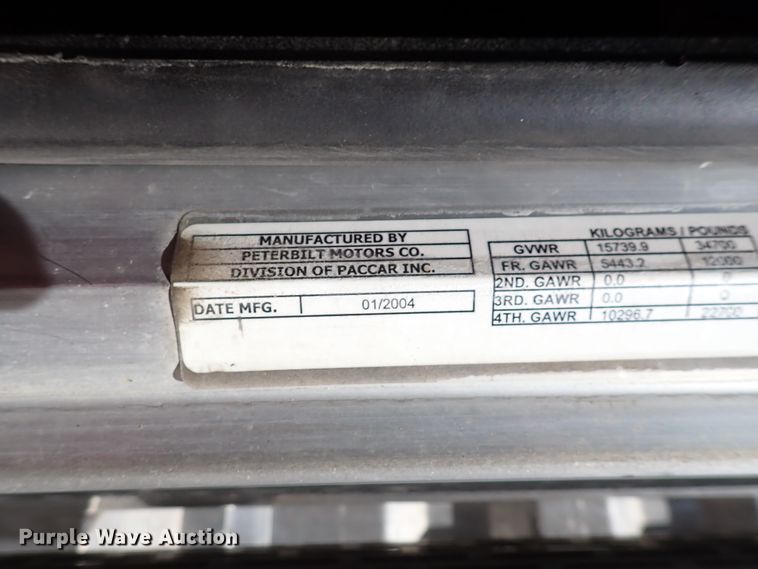 MANUFACTURED BY
PETERBILT MOTORS CO.
DIVISION OF PACCAR INC.
DATE MFG. 01/2004
KILOGRAMS / POUNDS
GVWR 15739.9 34700
FR. GAWR 5443.2 12000
2ND. GAWR 0.0 0
3RD. GAWR 0.0 0
4TH. GAWR 10296.7 22700
Purple Wave Auction